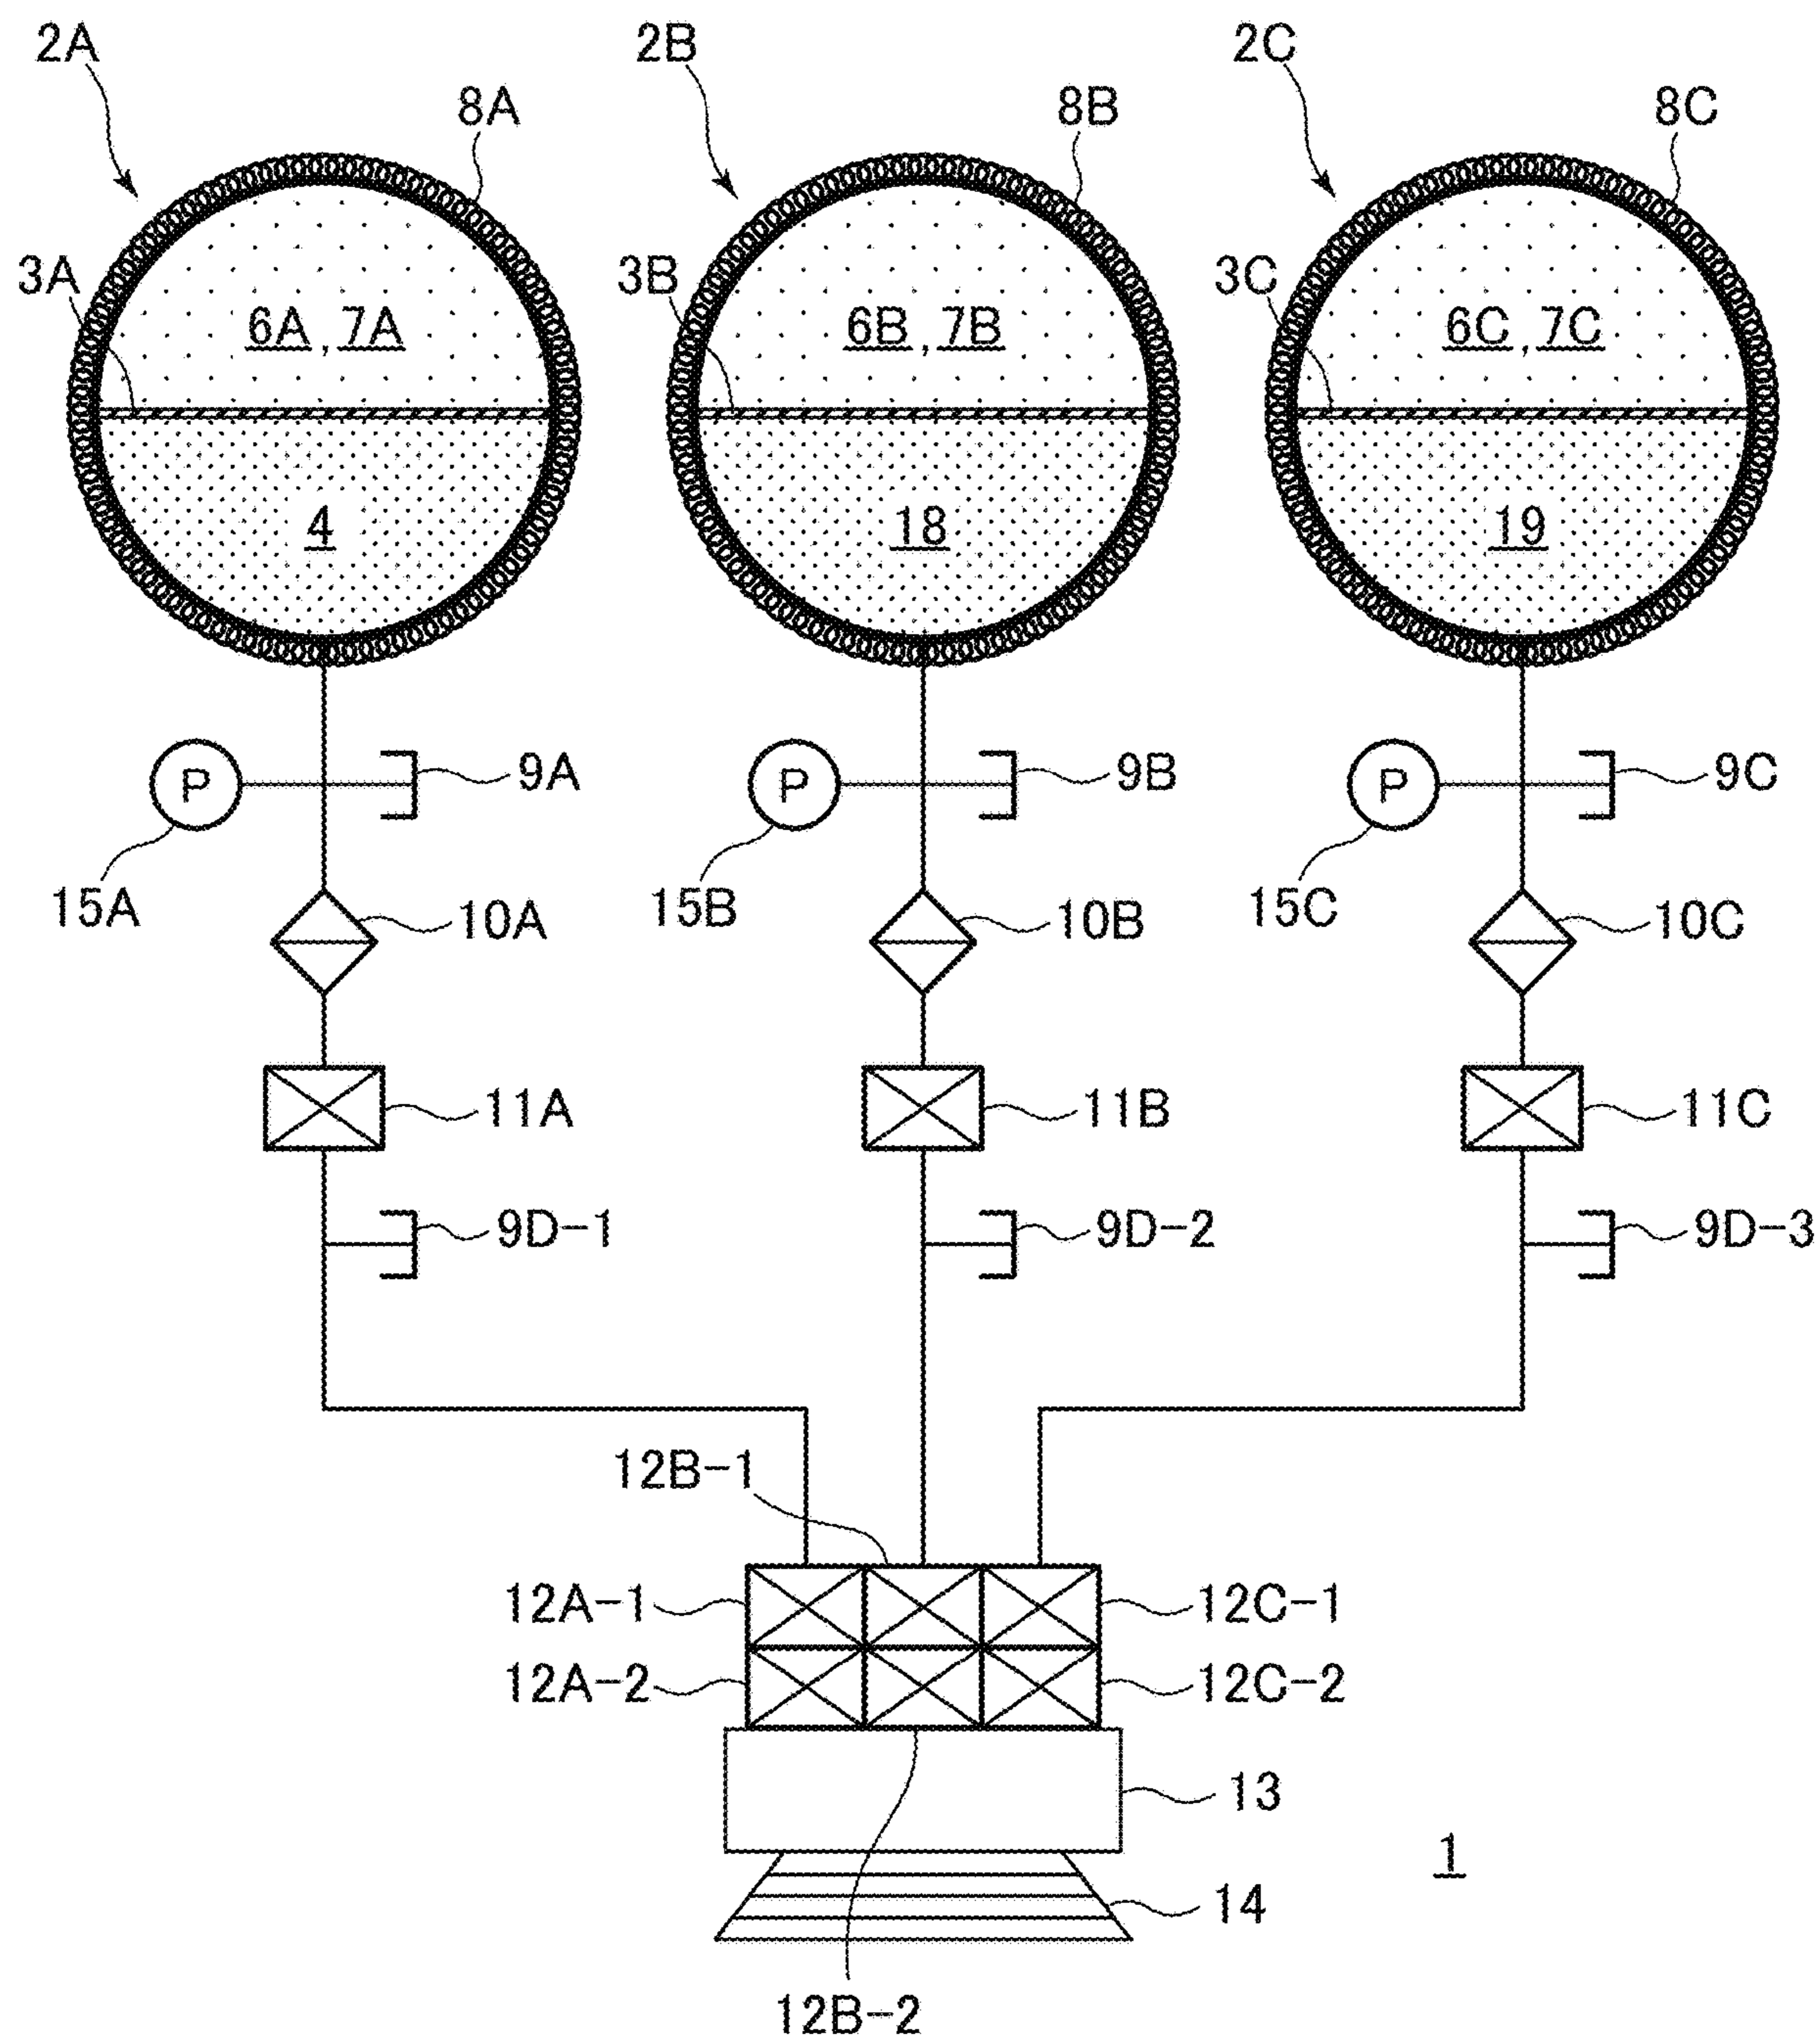 2A 2B 2C
8A 8B 8C
3A 3B 3C
6A, 7A 6B, 7B 6C, 7C
4 18 19
P 9A P 9B P 9C
15A 10A 15B 10B 15C 10C
11A 11B 11C
9D-1 9D-2 9D-3
12B-1
12A-1 12C-1
12A-2 12C-2
13
1
14
12B-2